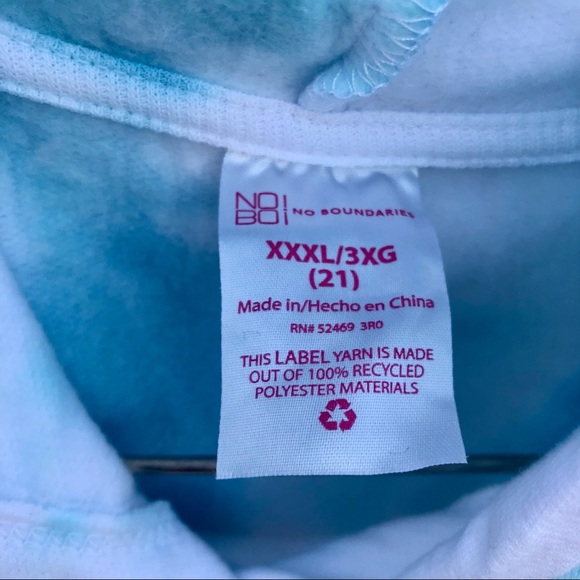 NO
BO! NO BOUNDARIES
XXXL/3XG
(21)
Made in/Hecho en China
RN# 52469 3R0
THIS LABEL YARN IS MADE
OUT OF 100% RECYCLED
POLYESTER MATERIALS